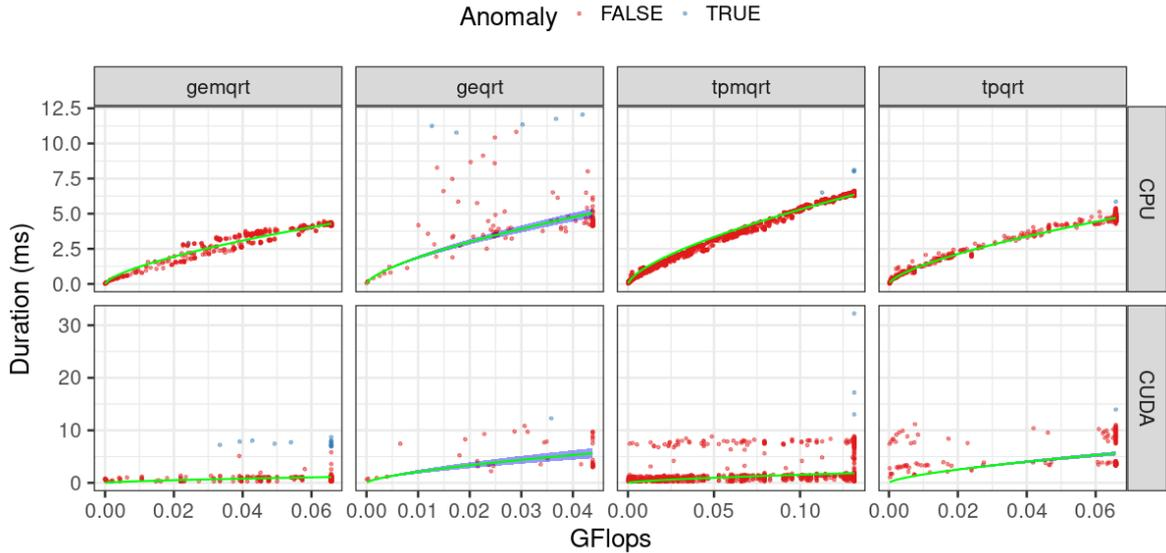 Anomaly FALSE TRUE
gemqrt geqrt tpmqrt tpqrt
12.5
10.0
7.5
5.0
2.5
0.0
CPU
Duration (ms)
30
20
10
0
CUDA
0.00 0.02 0.04 0.06 0.00 0.01 0.02 0.03 0.04 0.00 0.05 0.10 0.00 0.02 0.04 0.06
GFlops